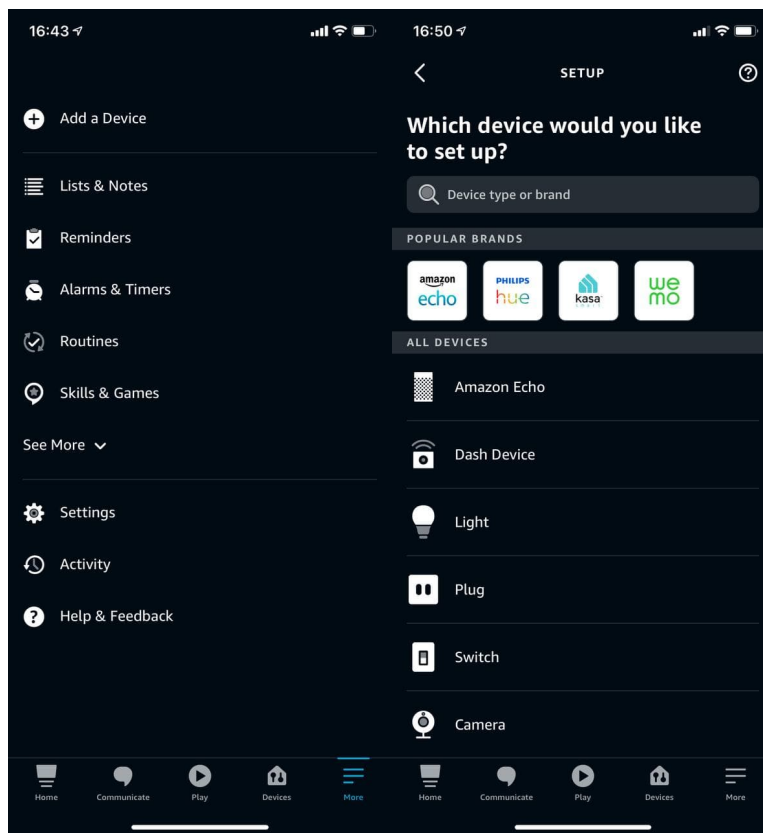 16:43
Add a Device
Lists & Notes
Reminders
Alarms & Timers
Routines
Skills & Games
See More
Settings
Activity
Help & Feedback
Home
Communicate
Play
Devices
More
16:50
SETUP
Which device would you like
to set up?
Device type or brand
POPULAR BRANDS
amazon
echo
PHILIPS
hue
kasa
we
mo
ALL DEVICES
Amazon Echo
Dash Device
Light
Plug
Switch
Camera
Home
Communicate
Play
Devices
More